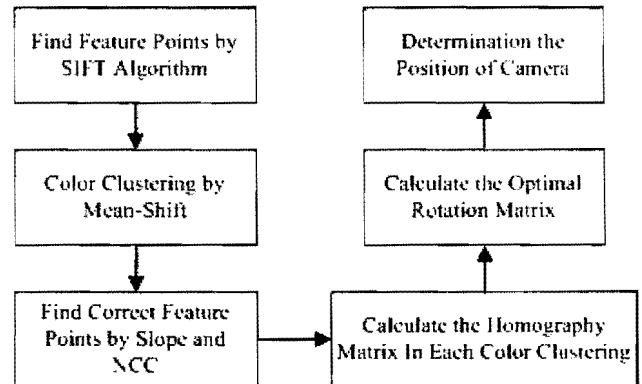 Find Feature Points by
SIFT Algorithm
Color Clustering by
Mean-Shift
Find Correct Feature
Points by Slope and
NCC
Calculate the Homography
Matrix In Each Color Clustering
Calculate the Optimal
Rotation Matrix
Determination the
Position of Camera